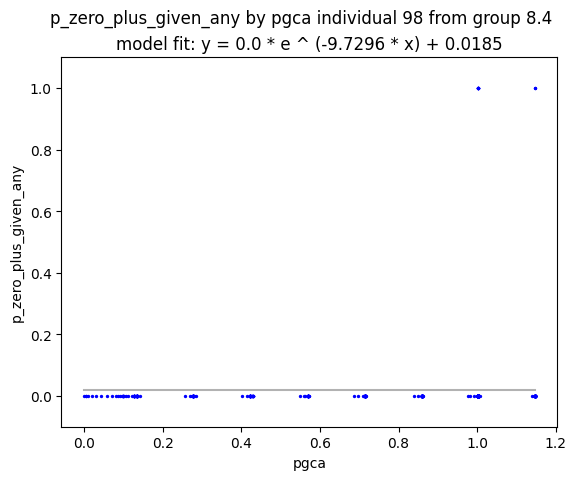 p_zero_plus_given_any by pgca individual 98 from group 8.4
model fit: y = 0.0 * e ^ (-9.7296 * x) + 0.0185
p_zero_plus_given_any
1.0
0.8
0.6
0.4
0.2
0.0
0.0 0.2 0.4 0.6 0.8 1.0 1.2
pgca